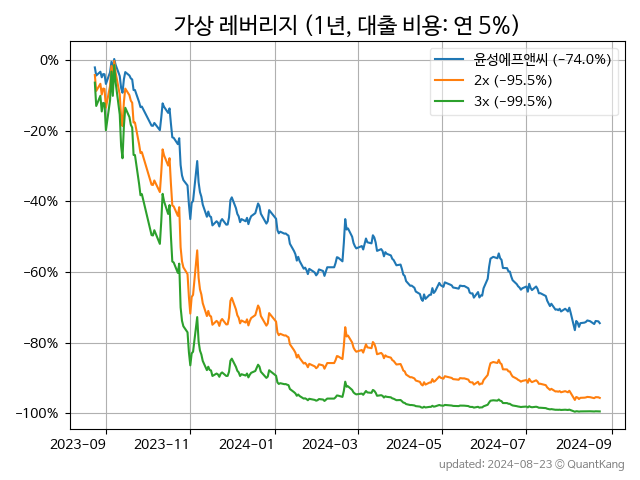 가상 레버리지 (1년, 대출 비용: 연 5%)
윤성에프앤씨 (−74.0%)
2x (−95.5%)
3x (−99.5%)
0%
−20%
−40%
−60%
−80%
−100%
2023-09 2023-11 2024-01 2024-03 2024-05 2024-07 2024-09
updated: 2024-08-23 © QuantKang